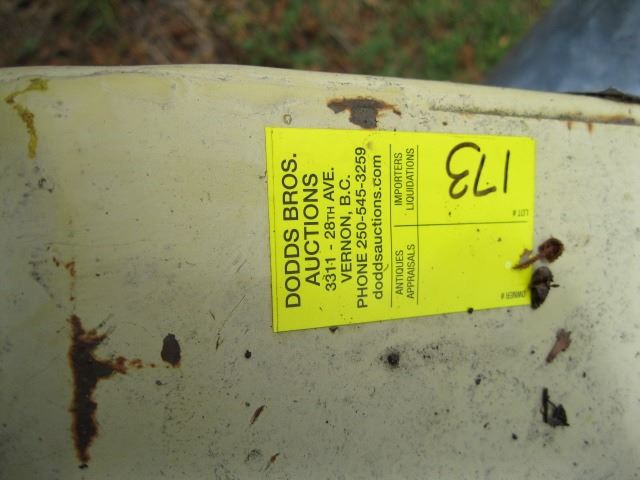 DODDS BROS.
AUCTIONS
3311 - 28TH AVE.
VERNON, B.C.
PHONE 250-545-3259
doddsauctions.com
ANTIQUES IMPORTERS
APPRAISALS LIQUIDATIONS
173
OWNER # LOT #